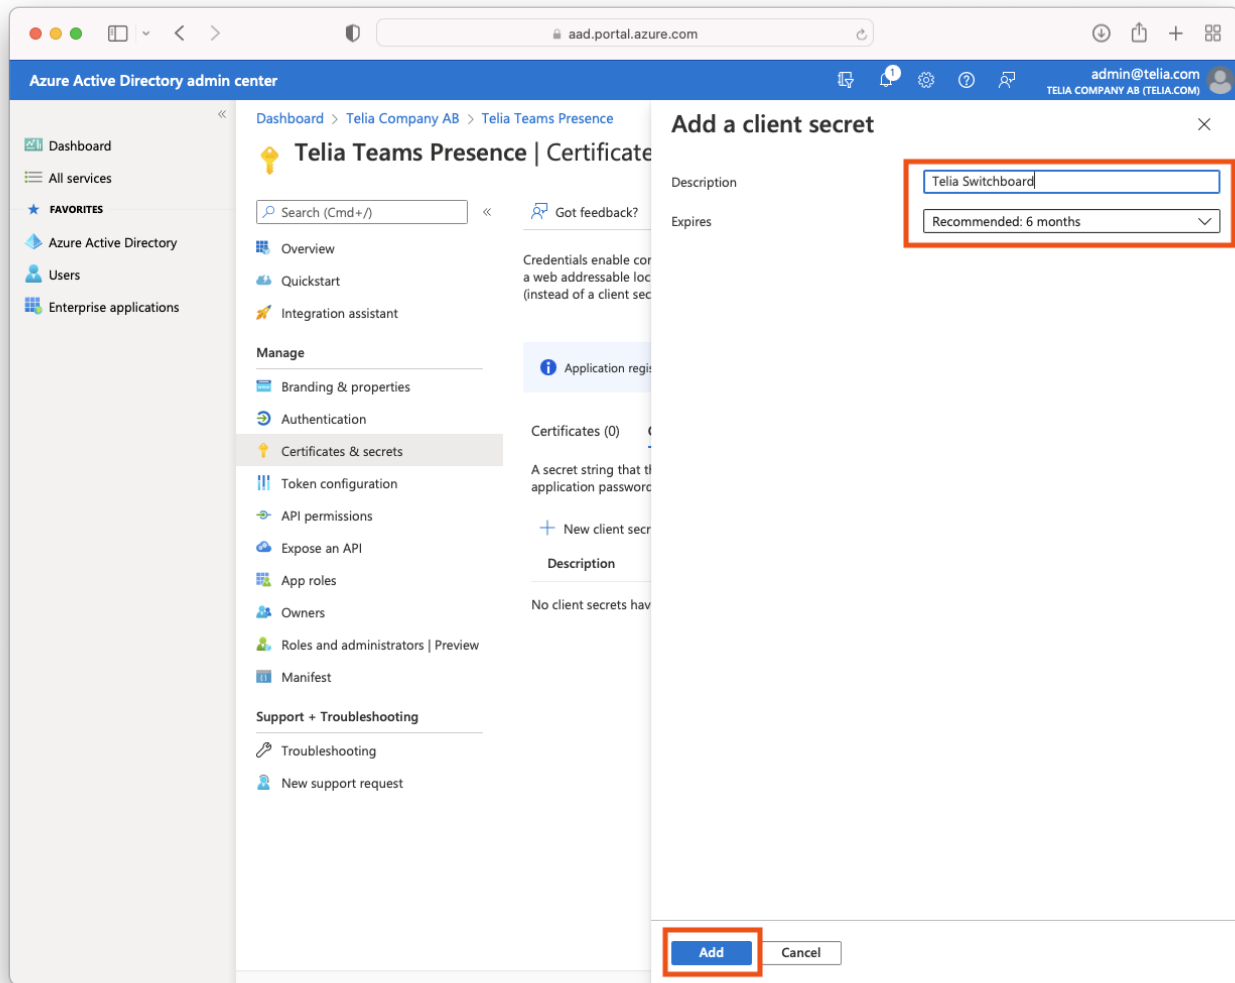 aad.portal.azure.com
Azure Active Directory admin center
1
admin@telia.com
TELIA COMPANY AB (TELIA.COM)
Dashboard
All services
FAVORITES
Azure Active Directory
Users
Enterprise applications
Dashboard > Telia Company AB > Telia Teams Presence
Telia Teams Presence | Certificate
Search (Cmd+/)
Overview
Quickstart
Integration assistant
Manage
Branding & properties
Authentication
Certificates & secrets
Token configuration
API permissions
Expose an API
App roles
Owners
Roles and administrators | Preview
Manifest
Support + Troubleshooting
Troubleshooting
New support request
Got feedback?
Credentials enable cor
a web addressable loc
(instead of a client sec
Application regis
Certificates (0)
A secret string that th
application password
New client secr
Description
No client secrets hav
Add a client secret
Description
Telia Switchboard
Expires
Recommended: 6 months
Add
Cancel